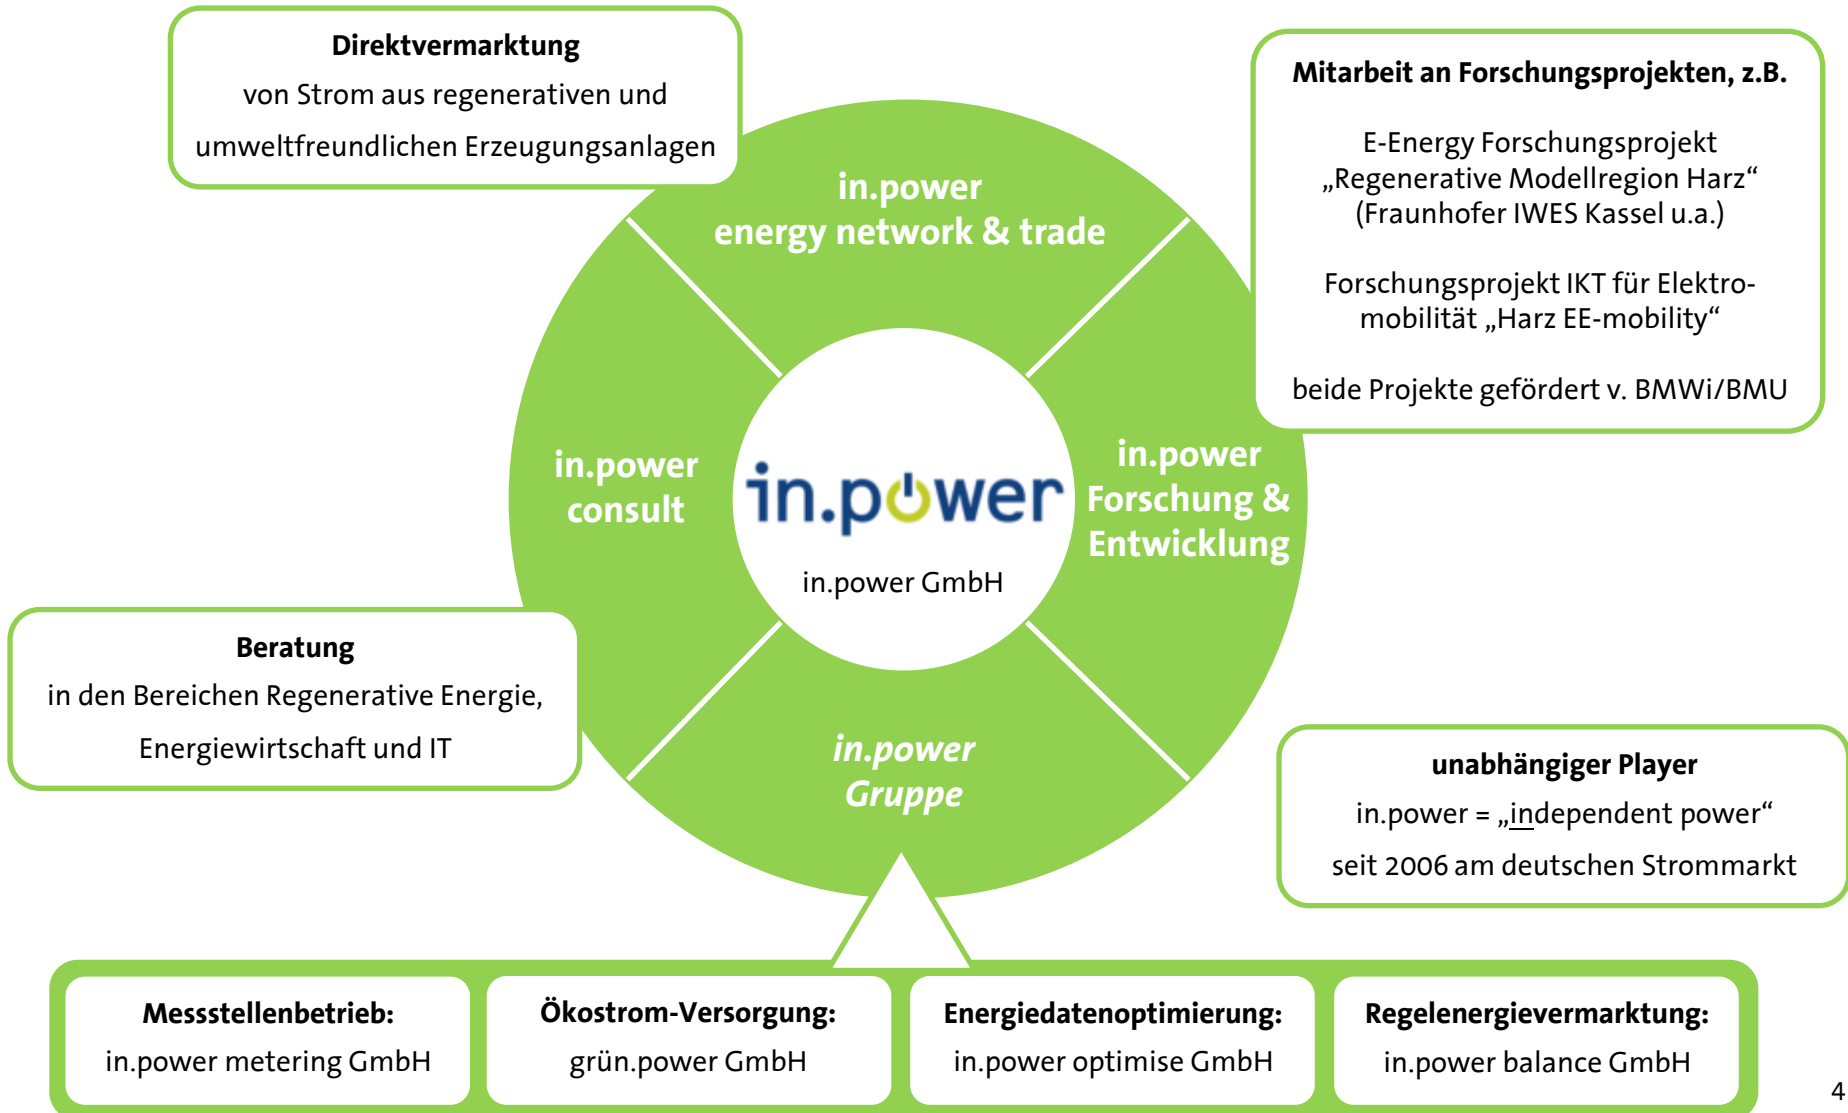 Direktvermarktung
von Strom aus regenerativen und
umweltfreundlichen Erzeugungsanlagen
Mitarbeit an Forschungsprojekten, z.B.
E-Energy Forschungsprojekt
„Regenerative Modellregion Harz“
(Fraunhofer IWES Kassel u.a.)
Forschungsprojekt IKT für Elektro-
mobilität „Harz EE-mobility“
beide Projekte gefördert v. BMWi/BMU
in.power
energy network & trade
in.power
consult
in.power
in.power GmbH
in.power
Forschung &
Entwicklung
Beratung
in den Bereichen Regenerative Energie,
Energiewirtschaft und IT
in.power
Gruppe
unabhängiger Player
in.power = „independent power“
seit 2006 am deutschen Strommarkt
Messstellenbetrieb:
in.power metering GmbH
Ökostrom-Versorgung:
grün.power GmbH
Energiedatenoptimierung:
in.power optimise GmbH
Regelenergievermarktung:
in.power balance GmbH
4